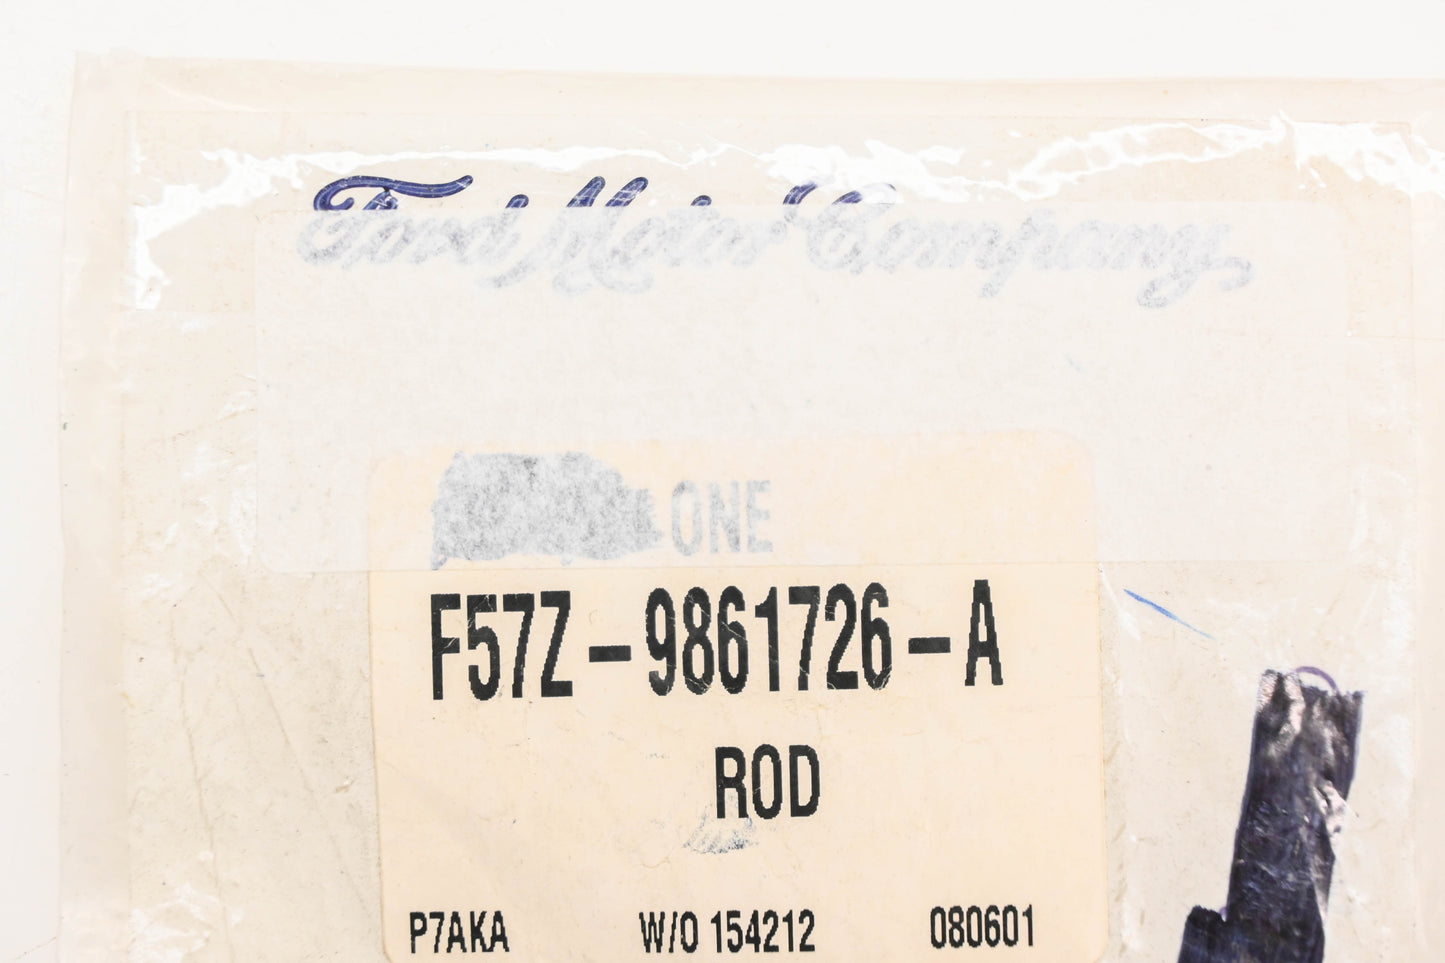 Ford Motor Company
ONE
F57Z-9861726-A
ROD
P7AKA W/O 154212 080601